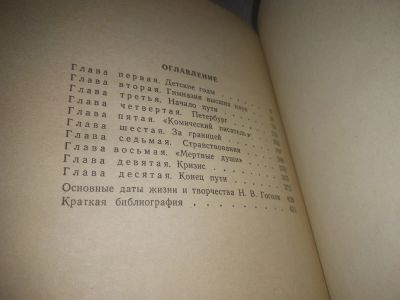 ОГЛАВЛЕНИЕ
Глава первая. Детские годы
Глава вторая. Гимназия высших наук
Глава третья. Начало пути
Глава четвертая. Петербург
Глава пятая. «Комический писатель»
Глава шестая. За границей
Глава седьмая. Странствования
Глава восьмая. «Мертвые души»
Глава девятая. Кризис
Глава десятая. Конец пути
Основные даты жизни и творчества Н. В. Гоголя
Краткая библиография